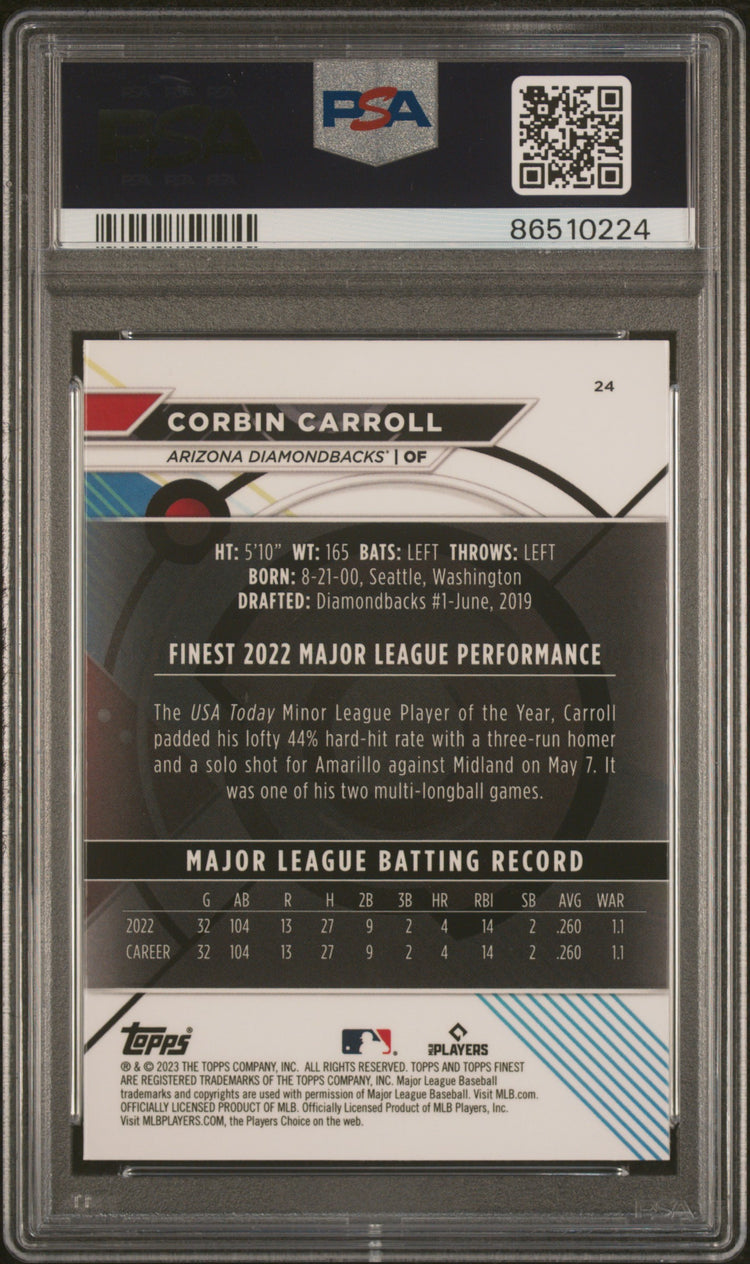 PSA
PSA
86510224
24
CORBIN CARROLL
ARIZONA DIAMONDBACKS® | OF
HT: 5'10" WT: 165 BATS: LEFT THROWS: LEFT
BORN: 8-21-00, Seattle, Washington
DRAFTED: Diamondbacks #1-June, 2019
FINEST 2022 MAJOR LEAGUE PERFORMANCE
The USA Today Minor League Player of the Year, Carroll
padded his lofty 44% hard-hit rate with a three-run homer
and a solo shot for Amarillo against Midland on May 7. It
was one of his two multi-longball games.
MAJOR LEAGUE BATTING RECORD
G AB R H 2B 3B HR RBI SB AVG WAR
2022 32 104 13 27 9 2 4 14 2 .260 1.1
CAREER 32 104 13 27 9 2 4 14 2 .260 1.1
topps®
MLB PLAYERS
® & © 2023 THE TOPPS COMPANY, INC. ALL RIGHTS RESERVED. TOPPS AND TOPPS FINEST
ARE REGISTERED TRADEMARKS OF THE TOPPS COMPANY, INC. Major League Baseball
trademarks and copyrights are used with permission of Major League Baseball. Visit MLB.com.
OFFICIALLY LICENSED PRODUCT OF MLB. Officially Licensed Product of MLB Players, Inc.
Visit MLBPLAYERS.COM, the Players Choice on the web.
PSA